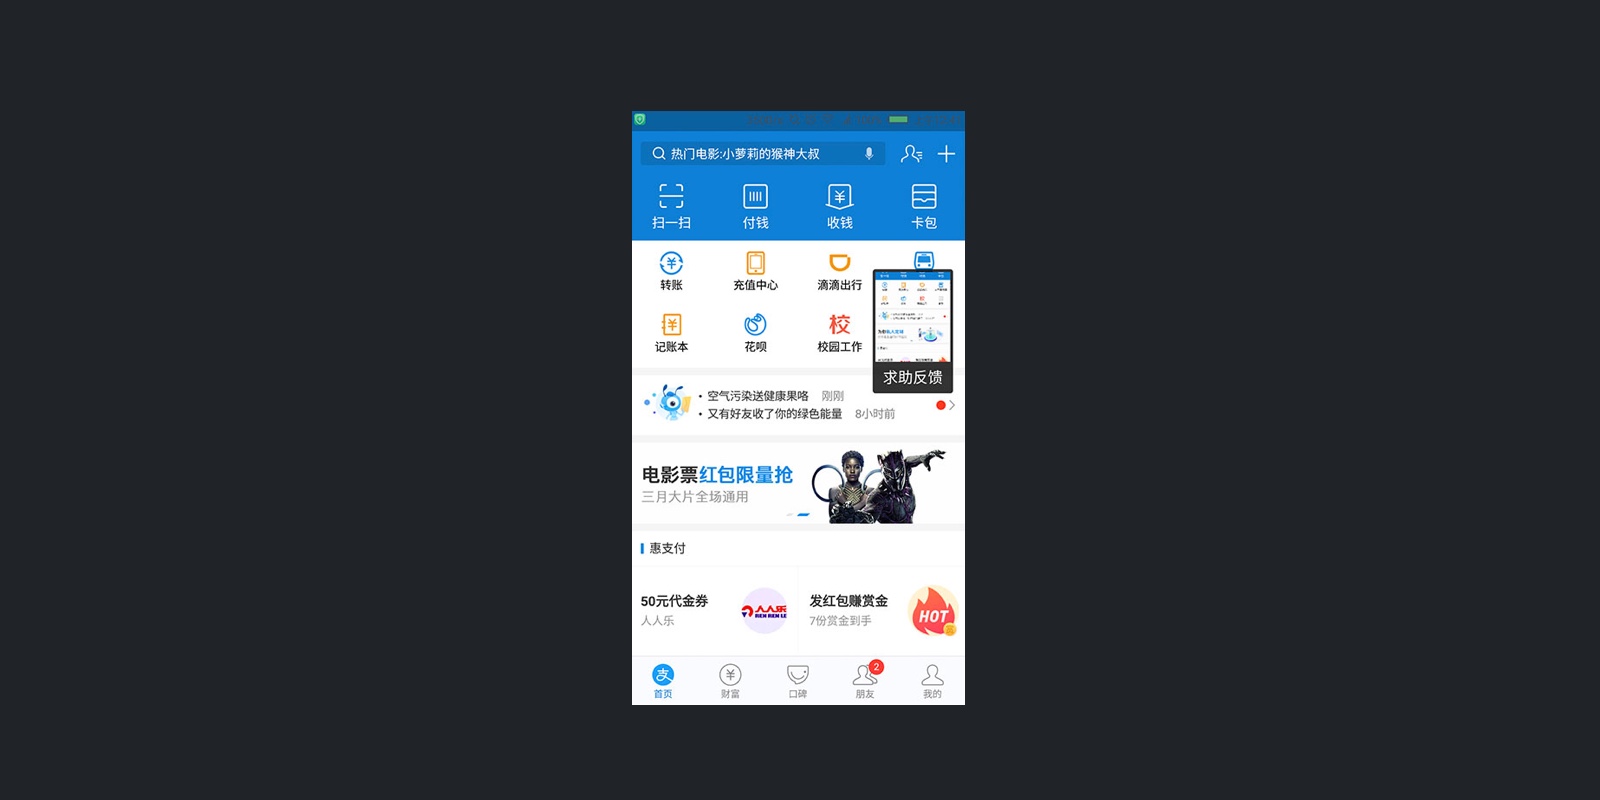 热门电影:小萝莉的猴神大叔
扫一扫
付钱
收钱
卡包
转账
充值中心
滴滴出行
记账本
花呗
校
校园工作
求助反馈
空气污染送健康果咯 刚刚
又有好友收了你的绿色能量 8小时前
电影票红包限量抢
三月大片全场通用
惠支付
50元代金券
人人乐
人人乐
REN REN LE
发红包赚赏金
7份赏金到手
HOT
支
首页
财富
口碑
2
朋友
我的